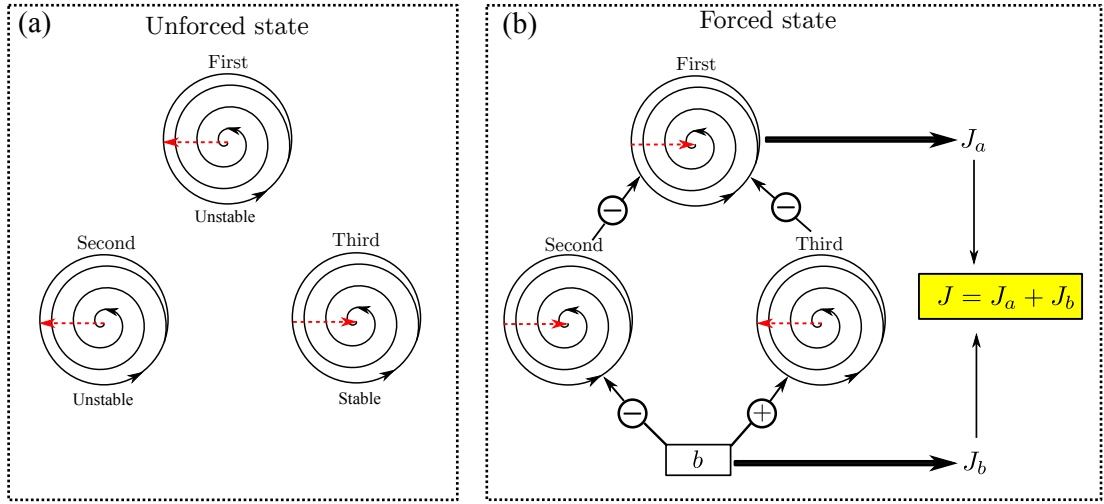 (a)
Unforced state
First
Unstable
Second
Unstable
Third
Stable
(b)
Forced state
First
J_a
−
−
Second
Third
J = J_a + J_b
−
+
b
J_b